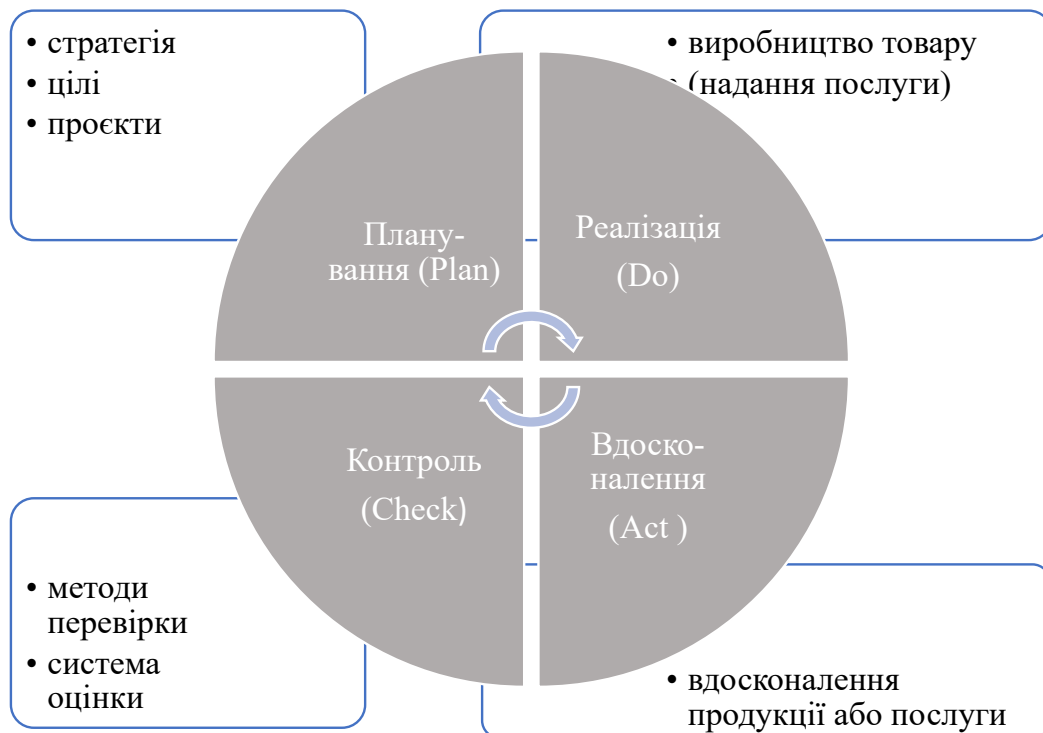 • стратегія
• цілі
• проєкти
• виробництво товару
• (надання послуги)
Плану-
вання (Plan)
Реалізація
(Do)
Контроль
(Check)
Вдоско-
налення
(Act )
• методи
перевірки
• система
оцінки
• вдосконалення
продукції або послуги